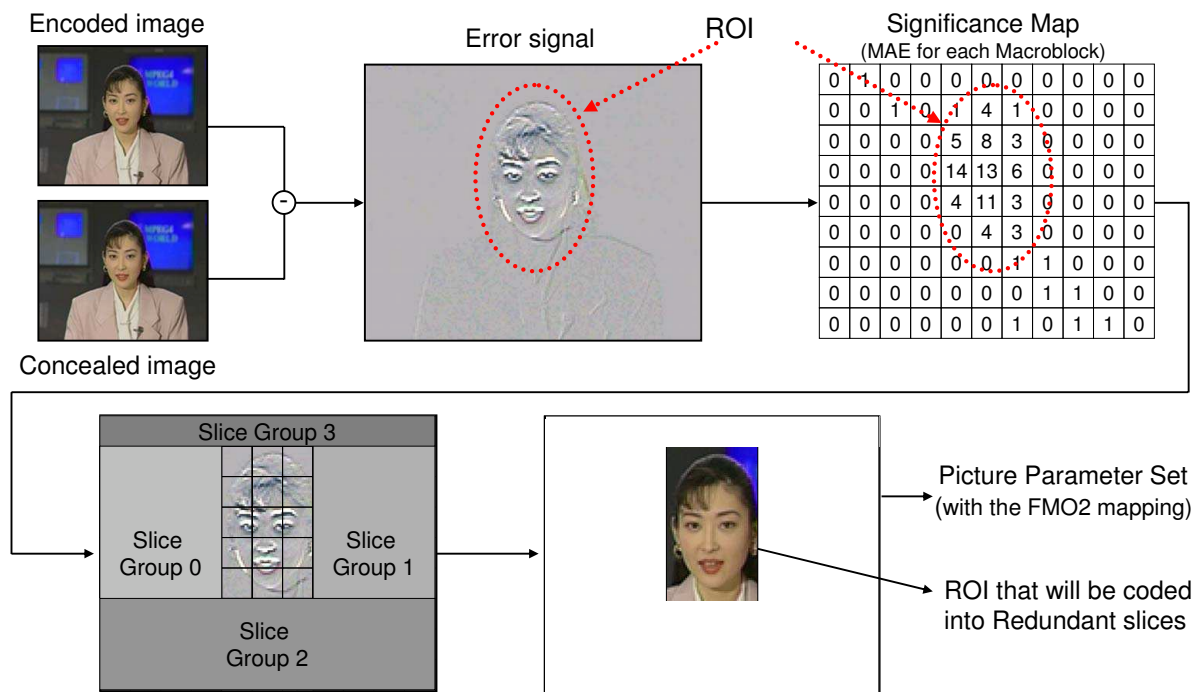 Encoded image
Error signal
ROI
Significance Map
(MAE for each Macroblock)
MPEG4
WORLD
0 1 0 0 0 0 0 0 0 0 0
0 0 1 0 1 4 1 0 0 0 0
0 0 0 0 5 8 3 0 0 0 0
0 0 0 0 14 13 6 0 0 0 0
0 0 0 0 4 11 3 0 0 0 0
0 0 0 0 0 4 3 0 0 0 0
0 0 0 0 0 0 1 1 0 0 0
0 0 0 0 0 0 0 1 1 0 0
0 0 0 0 0 0 1 0 1 1 0
-
MPEG4
WORLD
Concealed image
Slice Group 3
Slice
Group 0
Slice
Group 1
Slice
Group 2
Picture Parameter Set
(with the FMO2 mapping)
ROI that will be coded
into Redundant slices